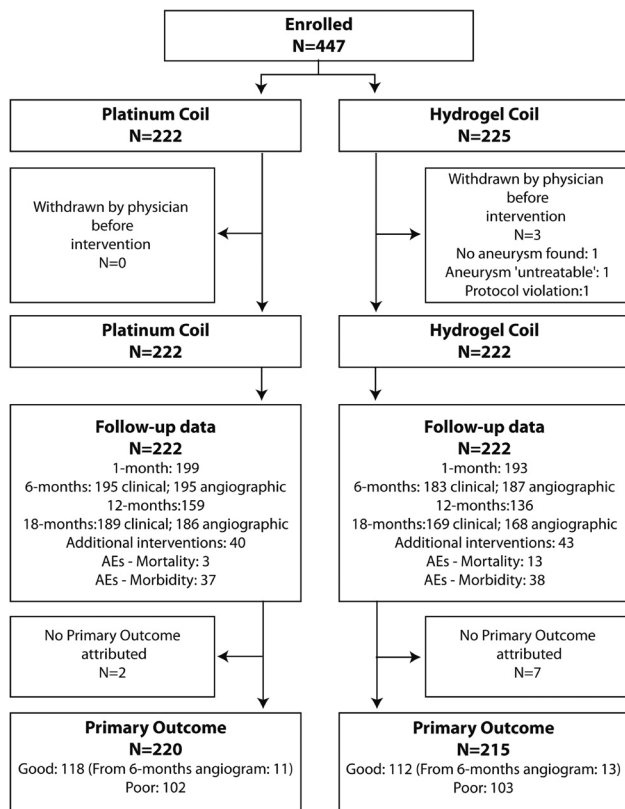 Enrolled
N=447
Platinum Coil
N=222
Hydrogel Coil
N=225
Withdrawn by physician
before
intervention
N=0
Withdrawn by physician
before
intervention
N=3
No aneurysm found: 1
Aneurysm 'untreatable': 1
Protocol violation:1
Platinum Coil
N=222
Hydrogel Coil
N=222
Follow-up data
N=222
1-month: 199
6-months: 195 clinical; 195 angiographic
12-months:159
18-months:189 clinical; 186 angiographic
Additional interventions: 40
AEs - Mortality: 3
AEs - Morbidity: 37
Follow-up data
N=222
1-month: 193
6-months: 183 clinical; 187 angiographic
12-months:136
18-months:169 clinical; 168 angiographic
Additional interventions: 43
AEs - Mortality: 13
AEs - Morbidity: 38
No Primary Outcome
attributed
N=2
No Primary Outcome
attributed
N=7
Primary Outcome
N=220
Good: 118 (From 6-months angiogram: 11)
Poor: 102
Primary Outcome
N=215
Good: 112 (From 6-months angiogram: 13)
Poor: 103